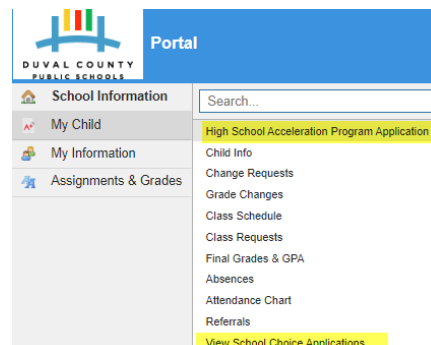 Portal
DUVAL COUNTY
PUBLIC SCHOOLS
School Information
My Child
My Information
Assignments & Grades
Search...
High School Acceleration Program Application
Child Info
Change Requests
Grade Changes
Class Schedule
Class Requests
Final Grades & GPA
Absences
Attendance Chart
Referrals
View School Choice Applications